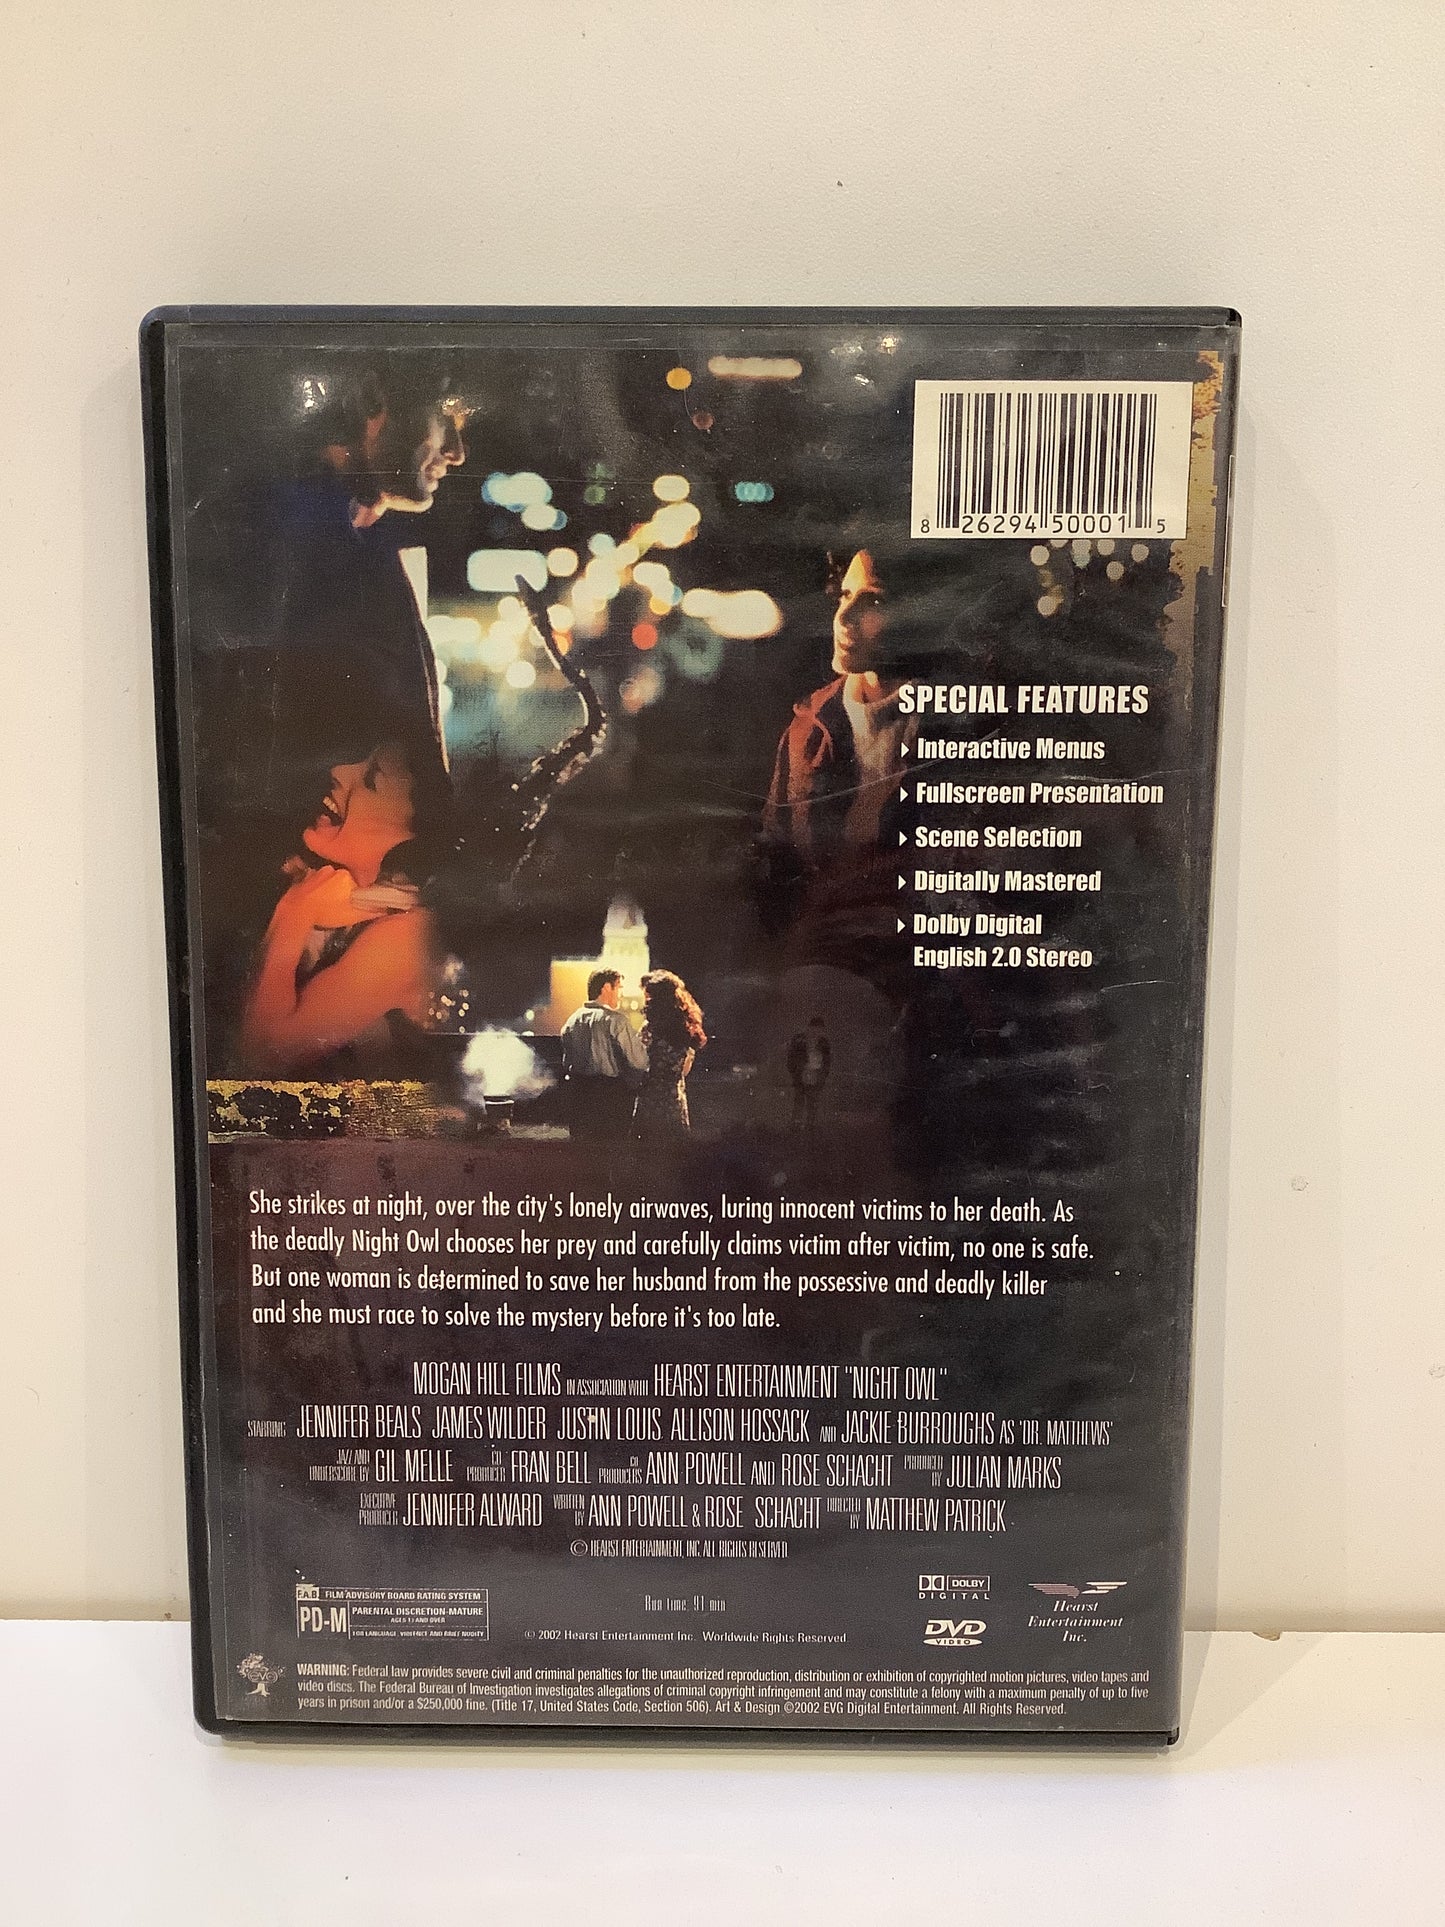 8 26294 50001 5
SPECIAL FEATURES
Interactive Menus
Fullscreen Presentation
Scene Selection
Digitally Mastered
Dolby Digital
English 2.0 Stereo
She strikes at night, over the city's lonely airwaves, luring innocent victims to her death. As
the deadly Night Owl chooses her prey and carefully claims victim after victim, no one is safe.
But one woman is determined to save her husband from the possessive and deadly killer
and she must race to solve the mystery before it's too late.
MOGAN HILL FILMS IN ASSOCIATION WITH HEARST ENTERTAINMENT "NIGHT OWL"
STARRING JENNIFER BEALS JAMES WILDER JUSTIN LOUIS ALLISON HOSSACK AND JACKIE BURROUGHS AS 'DR. MATTHEWS'
JAZZ AND UNDERSCORE BY GIL MELLE CO PRODUCER FRAN BELL CO PRODUCERS ANN POWELL AND ROSE SCHACHT PRODUCED BY JULIAN MARKS
EXECUTIVE PRODUCER JENNIFER ALWARD WRITTEN BY ANN POWELL & ROSE SCHACHT DIRECTED BY MATTHEW PATRICK
© HEARST ENTERTAINMENT, INC. ALL RIGHTS RESERVED
F.A.B. FILM ADVISORY BOARD RATING SYSTEM
PD-M PARENTAL DISCRETION-MATURE
AGES 13 AND OVER
FOR LANGUAGE, VIOLENCE AND BRIEF NUDITY
Run time: 91 min
© 2002 Hearst Entertainment Inc. Worldwide Rights Reserved.
DOLBY
DIGITAL
DVD
VIDEO
Hearst
Entertainment
Inc.
EVG
WARNING: Federal law provides severe civil and criminal penalties for the unauthorized reproduction, distribution or exhibition of copyrighted motion pictures, video tapes and
video discs. The Federal Bureau of Investigation investigates allegations of criminal copyright infringement and may constitute a felony with a maximum penalty of up to five
years in prison and/or a $250,000 fine. (Title 17, United States Code, Section 506). Art & Design ©2002 EVG Digital Entertainment. All Rights Reserved.